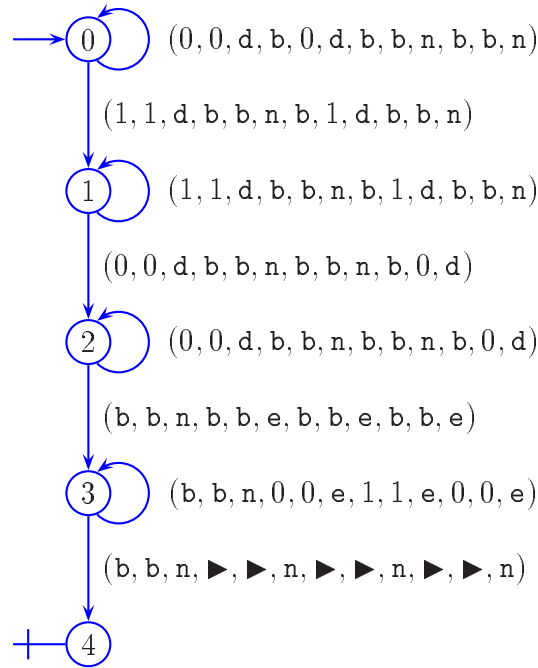 0 (0, 0, d, b, 0, d, b, b, n, b, b, n)
(1, 1, d, b, b, n, b, 1, d, b, b, n)
1 (1, 1, d, b, b, n, b, 1, d, b, b, n)
(0, 0, d, b, b, n, b, b, n, b, 0, d)
2 (0, 0, d, b, b, n, b, b, n, b, 0, d)
(b, b, n, b, b, e, b, b, e, b, b, e)
3 (b, b, n, 0, 0, e, 1, 1, e, 0, 0, e)
(b, b, n, ▶, ▶, n, ▶, ▶, n, ▶, ▶, n)
4